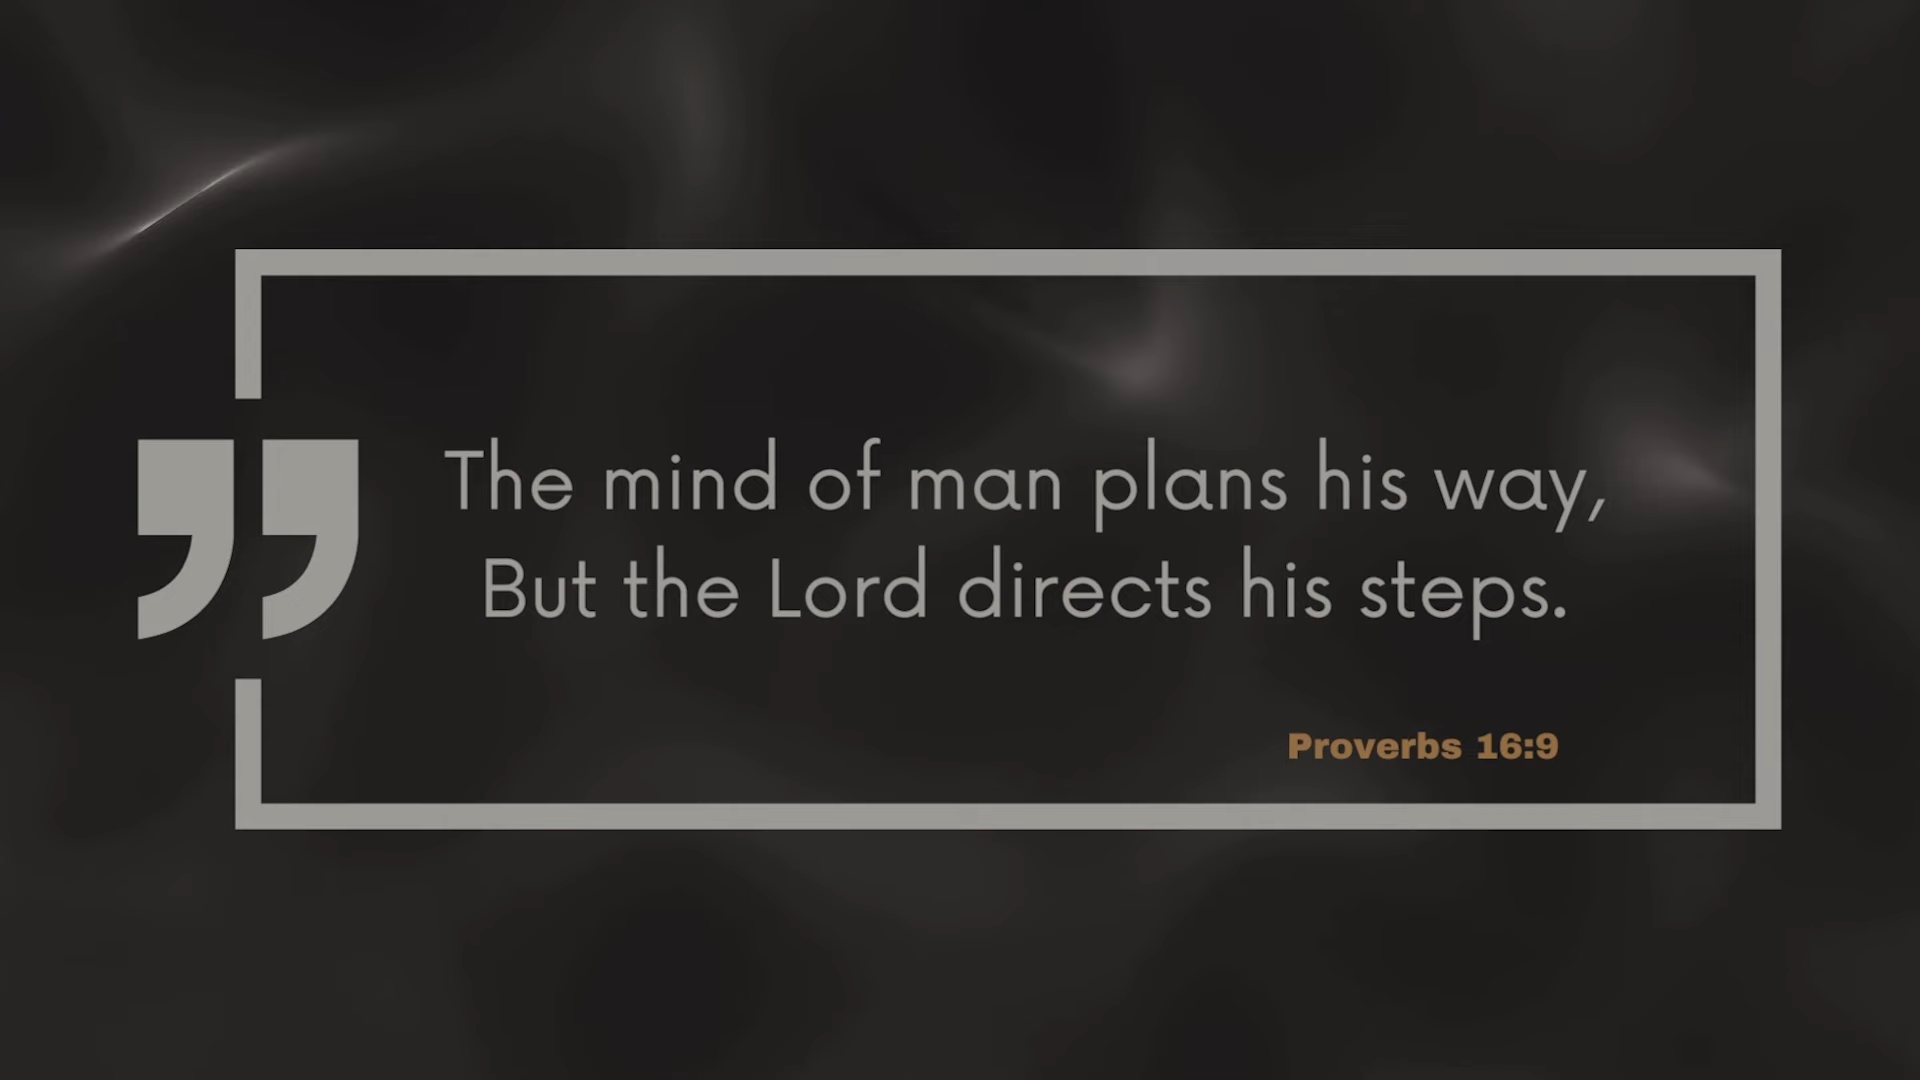 The mind of man plans his way,
But the Lord directs his steps.
Proverbs 16:9